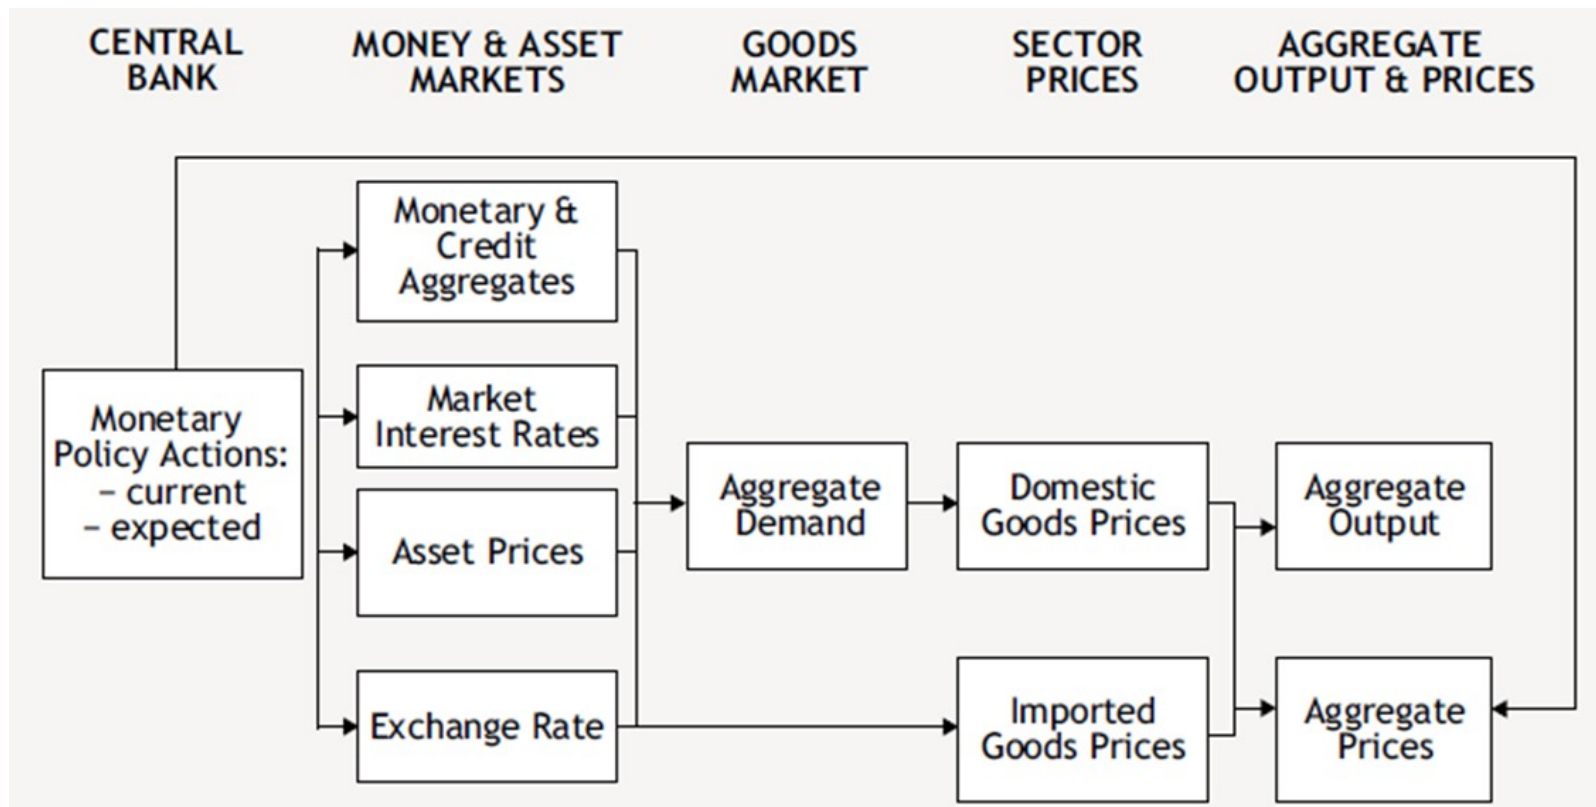 CENTRAL
BANK
MONEY & ASSET
MARKETS
GOODS
MARKET
SECTOR
PRICES
AGGREGATE
OUTPUT & PRICES
Monetary &
Credit
Aggregates
Monetary
Policy Actions:
– current
– expected
Market
Interest Rates
Asset Prices
Exchange Rate
Aggregate
Demand
Domestic
Goods Prices
Imported
Goods Prices
Aggregate
Output
Aggregate
Prices